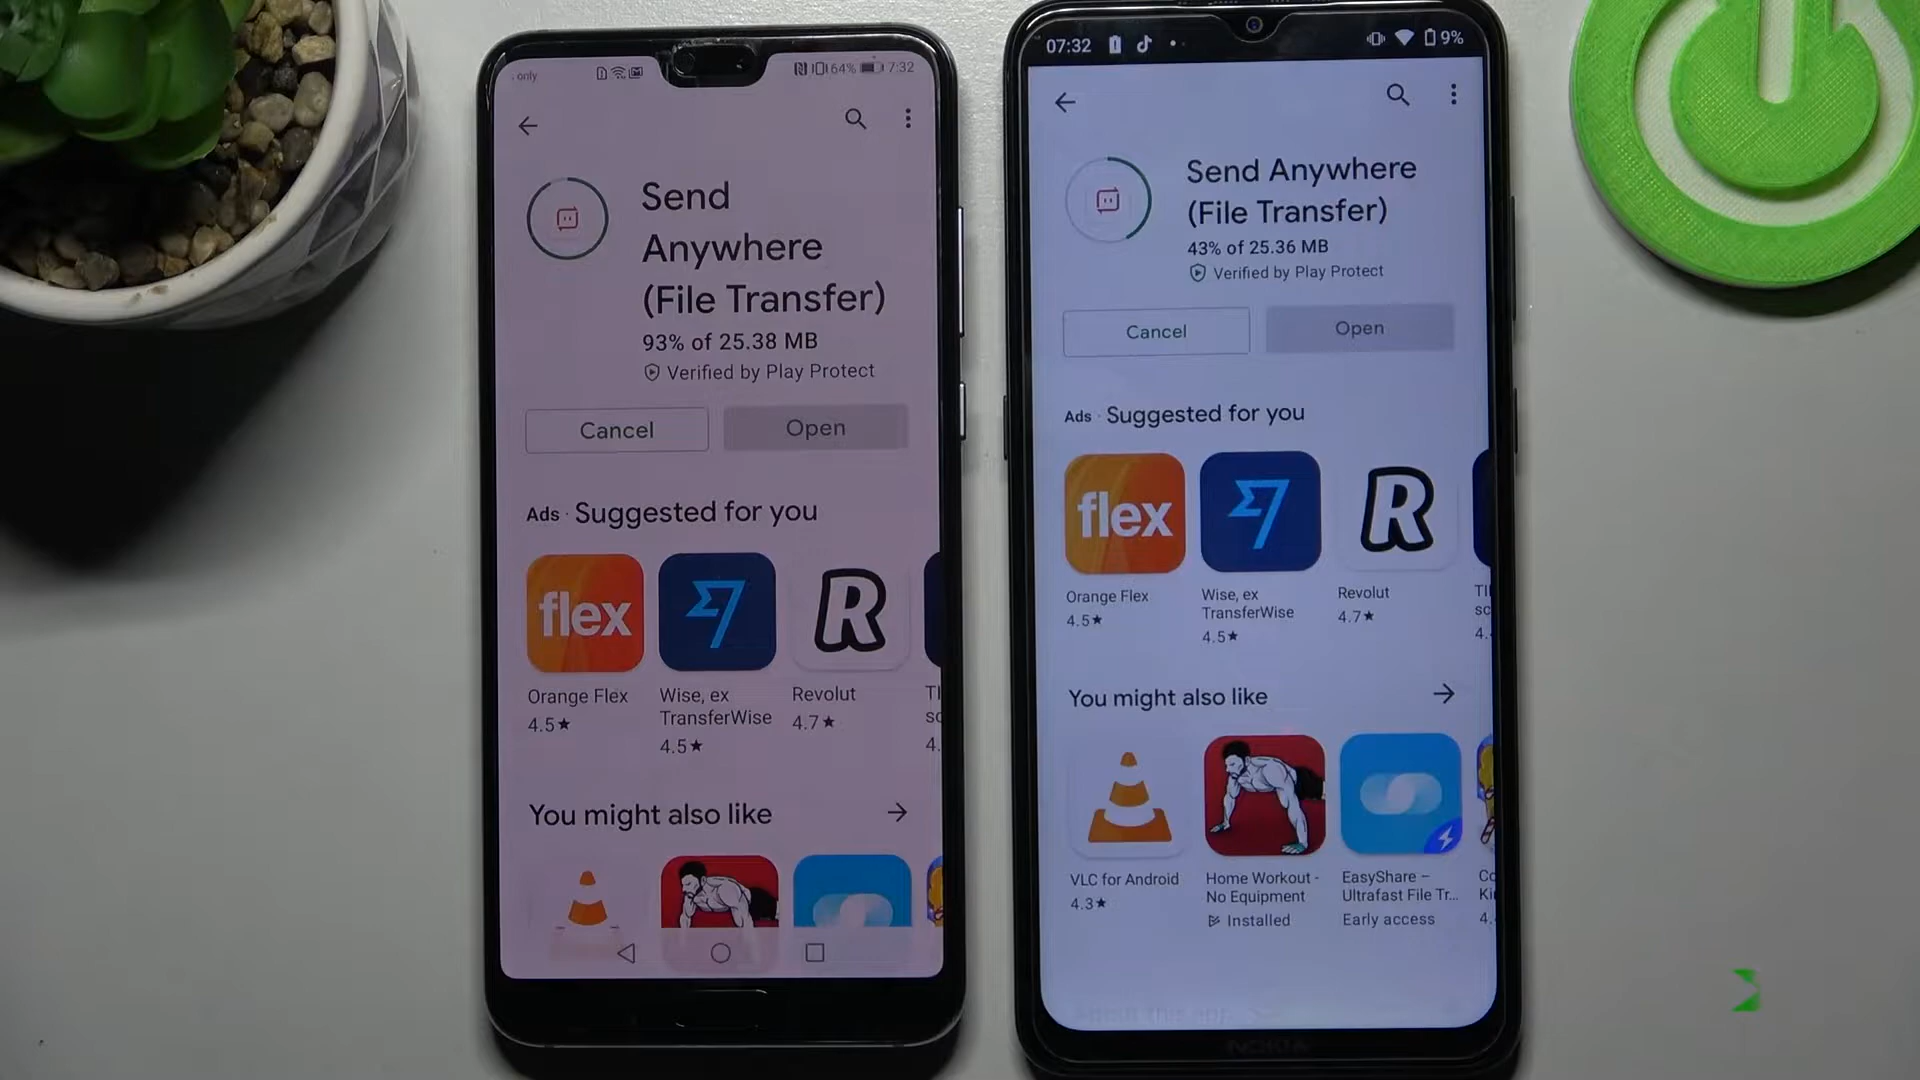 only
64% 7:32
Send
Anywhere
(File Transfer)
93% of 25.38 MB
Verified by Play Protect
Cancel
Open
Ads · Suggested for you
flex
R
Orange Flex
4.5★
Wise, ex
TransferWise
4.5★
Revolut
4.7★
4.
You might also like
07:32
9%
Send Anywhere
(File Transfer)
43% of 25.36 MB
Verified by Play Protect
Cancel
Open
Ads · Suggested for you
flex
R
Orange Flex
4.5★
Wise, ex
TransferWise
4.5★
Revolut
4.7★
4.
You might also like
VLC for Android
4.3★
Home Workout -
No Equipment
Installed
EasyShare –
Ultrafast File Tr...
Early access
4.
NOKIA